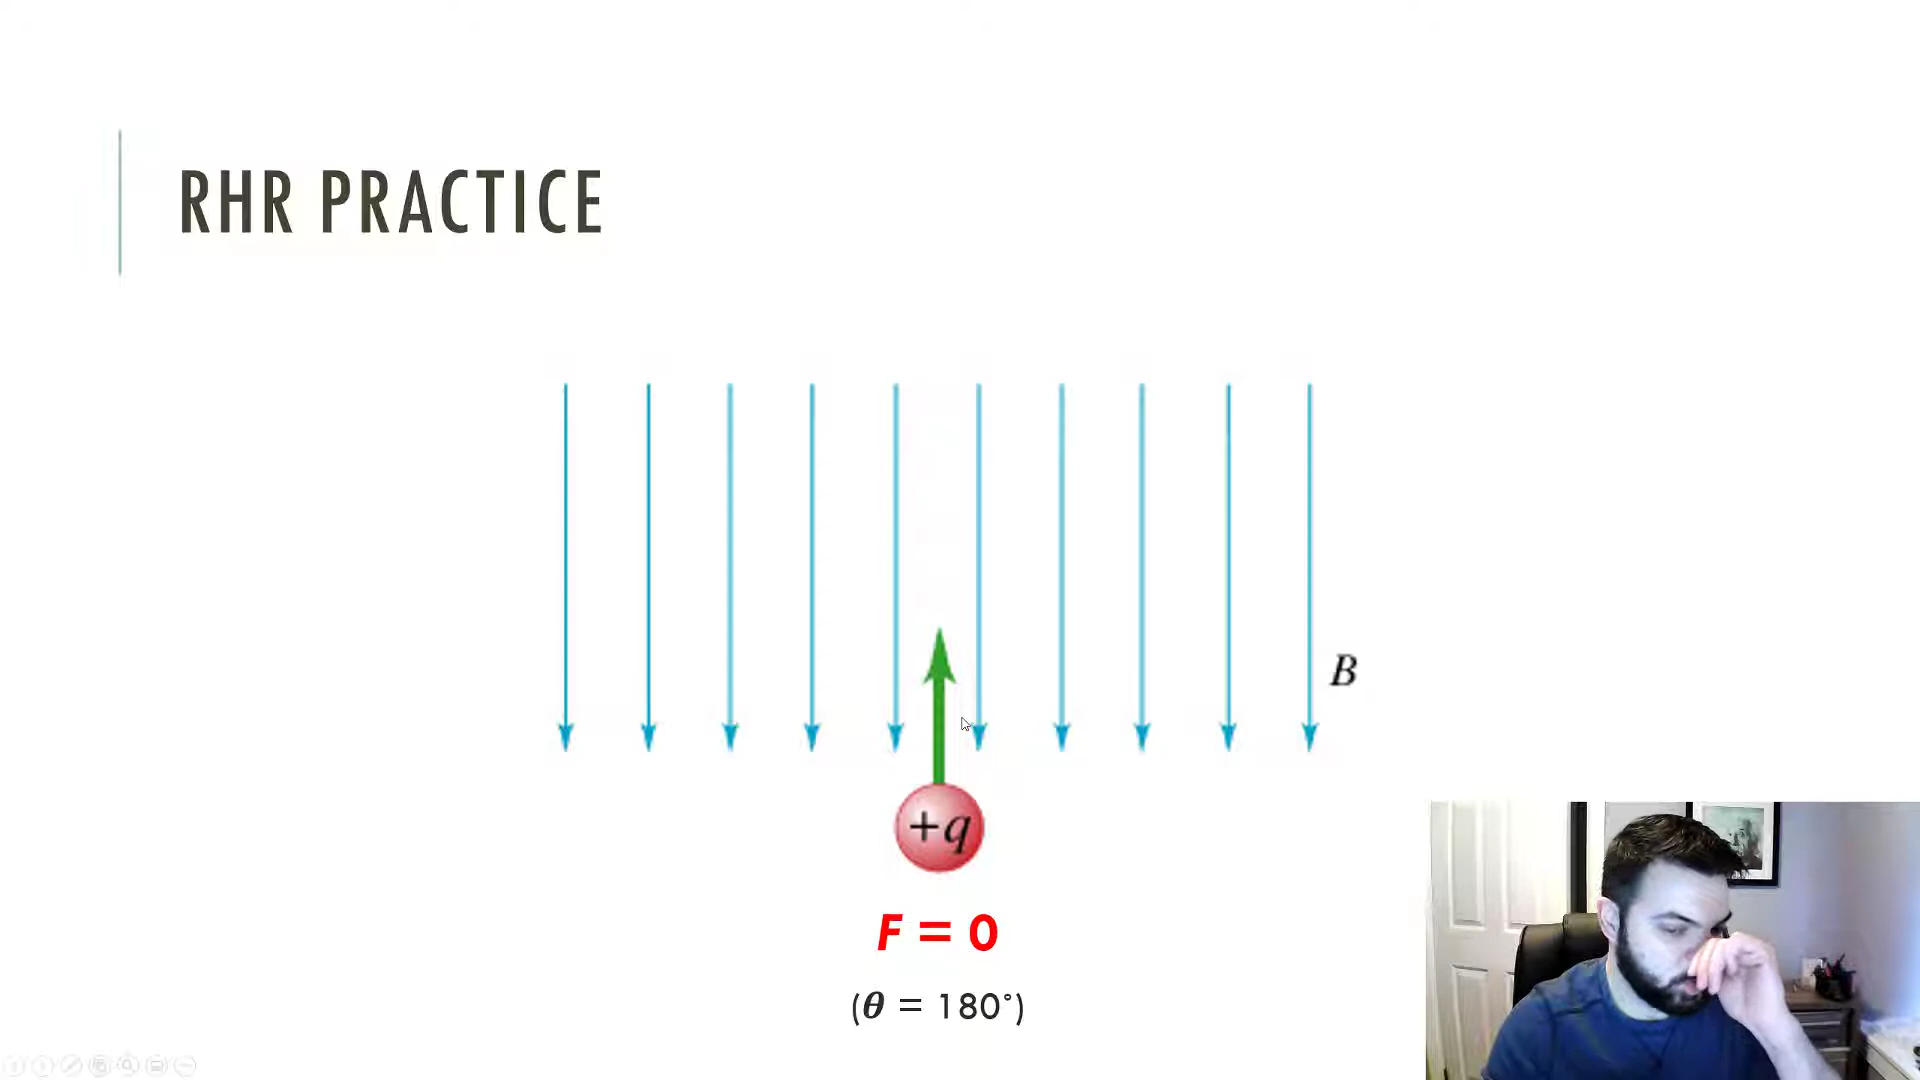 RHR PRACTICE
B
+q
F = 0
(θ = 180°)